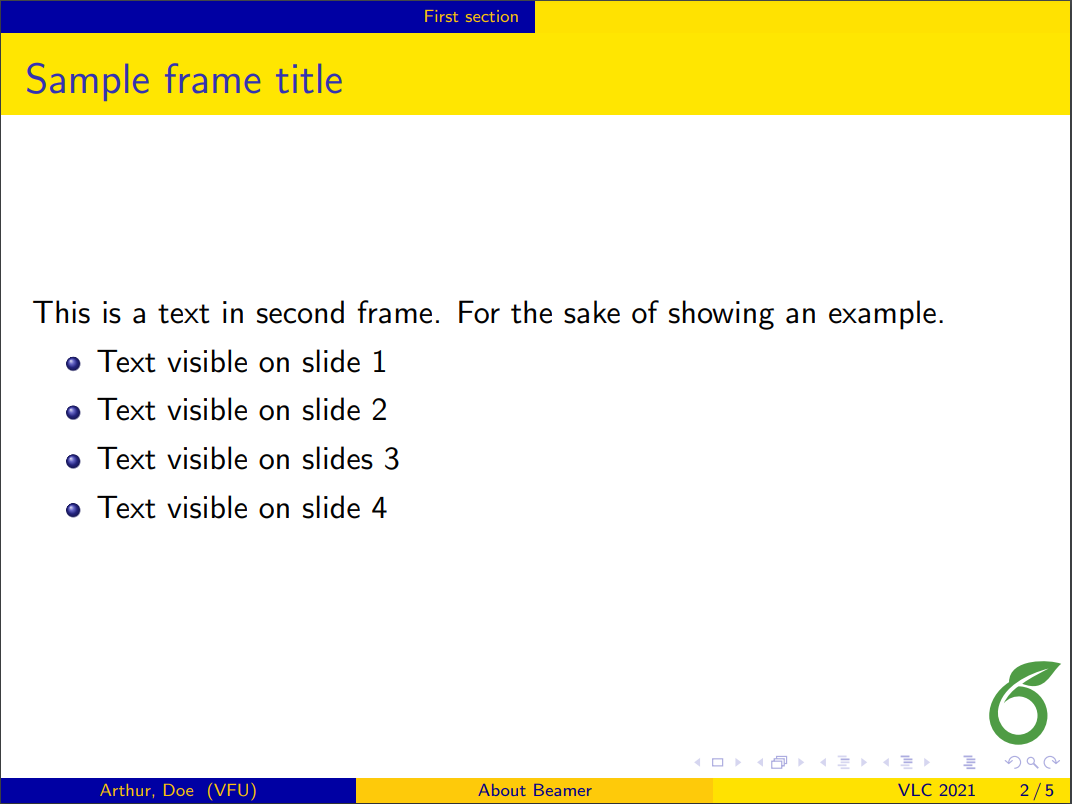 First section
Sample frame title
This is a text in second frame. For the sake of showing an example.
Text visible on slide 1
Text visible on slide 2
Text visible on slides 3
Text visible on slide 4
Arthur, Doe (VFU) About Beamer VLC 2021 2 / 5